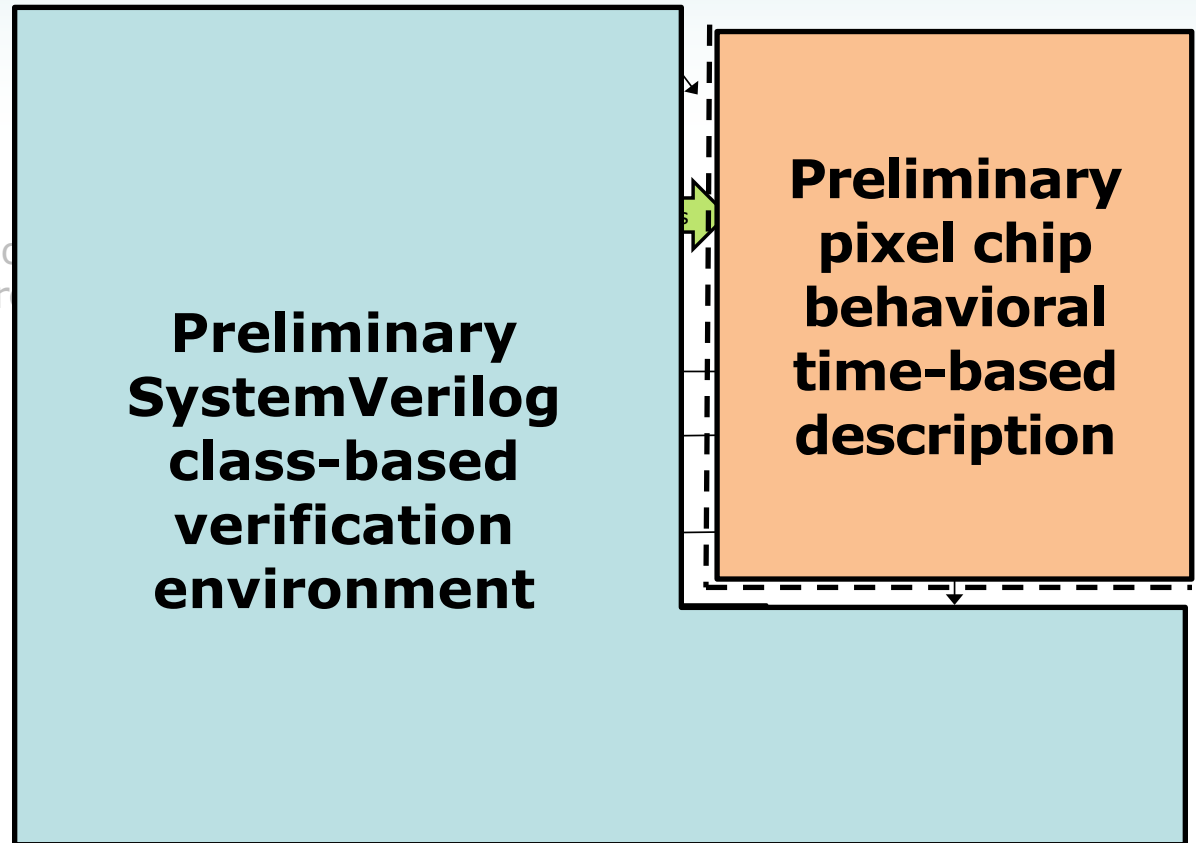 Preliminary
SystemVerilog
class-based
verification
environment
Preliminary
pixel chip
behavioral
time-based
description